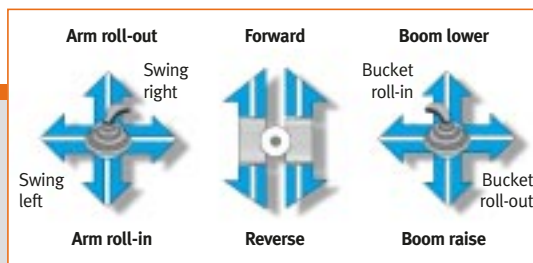 Arm roll-out
Forward
Boom lower
Swing
right
Bucket
roll-in
Swing
left
Bucket
roll-out
Arm roll-in
Reverse
Boom raise